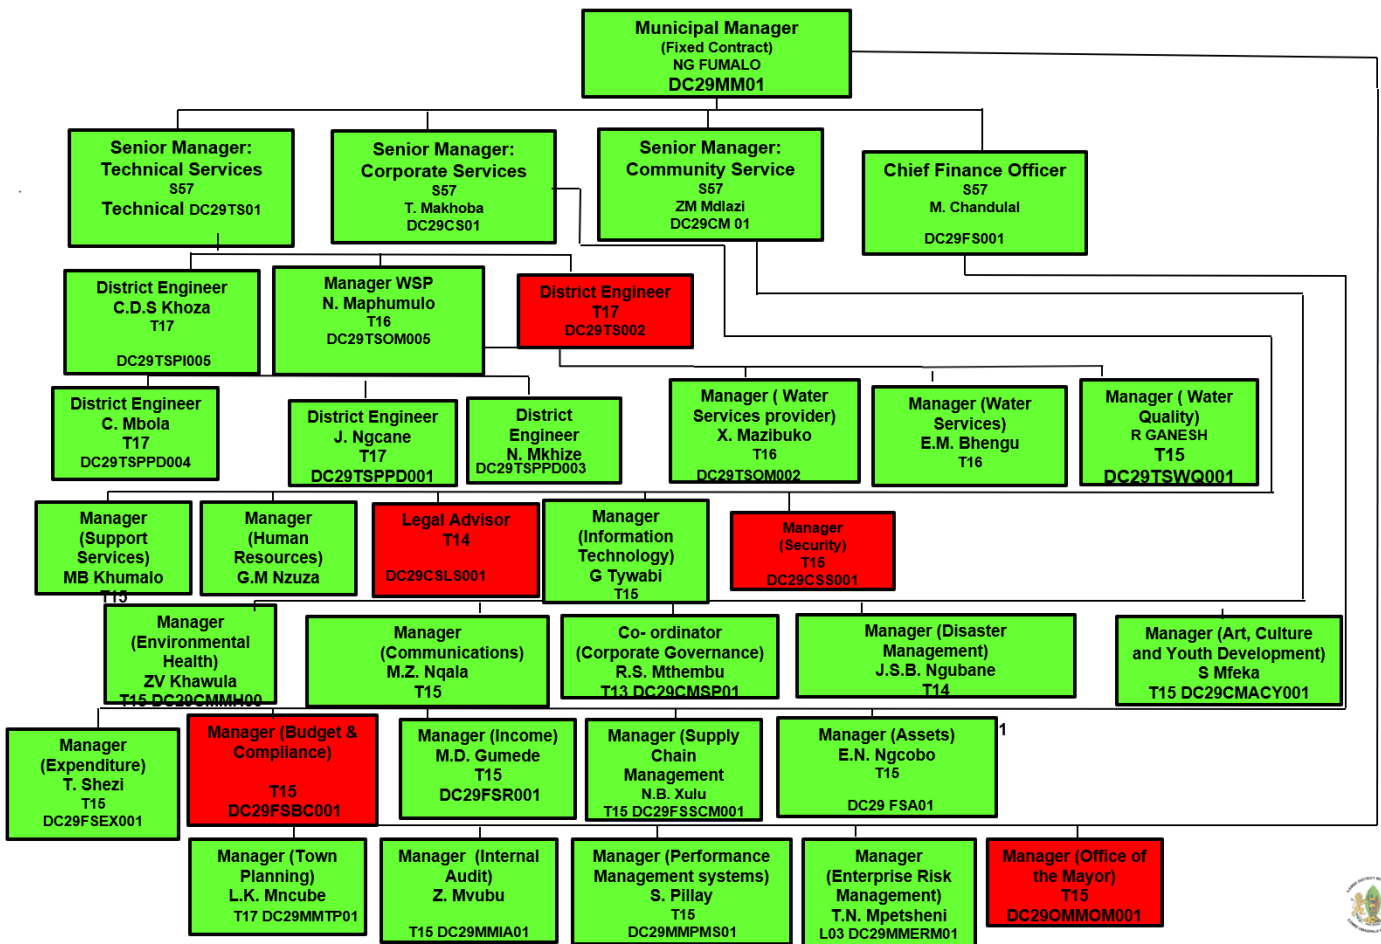 Municipal Manager
(Fixed Contract)
NG FUMALO
DC29MM01
Senior Manager:
Technical Services
S57
Technical DC29TS01
Senior Manager:
Corporate Services
S57
T. Makhoba
DC29CS01
Senior Manager:
Community Service
S57
ZM Mdlazi
DC29CM 01
Chief Finance Officer
S57
M. Chandulal
DC29FS001
District Engineer
C.D.S Khoza
T17
DC29TSPI005
Manager WSP
N. Maphumulo
T16
DC29TSOM005
District Engineer
T17
DC29TS002
District Engineer
C. Mbola
T17
DC29TSPPD004
District Engineer
J. Ngcane
T17
DC29TSPPD001
District
Engineer
N. Mkhize
DC29TSPPD003
Manager ( Water
Services provider)
X. Mazibuko
T16
DC29TSOM002
Manager (Water
Services)
E.M. Bhengu
T16
Manager ( Water
Quality)
R GANESH
T15
DC29TSWQ001
Manager
(Support
Services)
MB Khumalo
T15
Manager
(Human
Resources)
G.M Nzuza
Legal Advisor
T14
DC29CSLS001
Manager
(Information
Technology)
G Tywabi
T15
Manager
(Security)
T15
DC29CSS001
Manager
(Environmental
Health)
ZV Khawula
T15 DC29CMMH00
Manager
(Communications)
M.Z. Nqala
T15
Co- ordinator
(Corporate Governance)
R.S. Mthembu
T13 DC29CMSP01
Manager (Disaster
Management)
J.S.B. Ngubane
T14
Manager (Art, Culture
and Youth Development)
S Mfeka
T15 DC29CMACY001
Manager
(Expenditure)
T. Shezi
T15
DC29FSEX001
Manager (Budget &
Compliance)
T15
DC29FSBC001
Manager (Income)
M.D. Gumede
T15
DC29FSR001
Manager (Supply
Chain
Management
N.B. Xulu
T15 DC29FSSCM001
Manager (Assets)
E.N. Ngcobo
T15
DC29 FSA01
1
Manager (Town
Planning)
L.K. Mncube
T17 DC29MMTP01
Manager (Internal
Audit)
Z. Mvubu
T15 DC29MMIA01
Manager (Performance
Management systems)
S. Pillay
T15
DC29MMPMS01
Manager
(Enterprise Risk
Management)
T.N. Mpetsheni
L03 DC29MMERM01
Manager (Office of
the Mayor)
T15
DC29OMMOM001